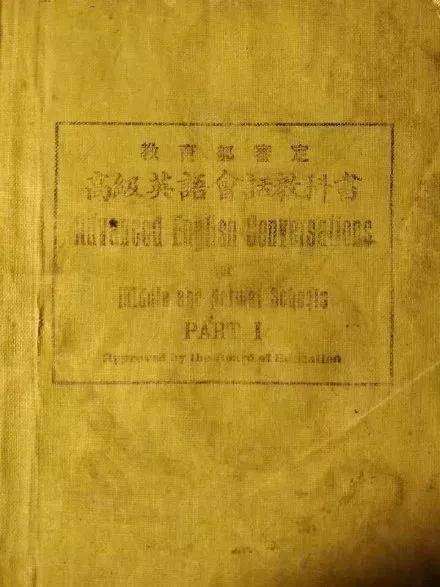 教育部審定
高級英語會話教科書
Advanced English Conversations
for
Middle and Normal Schools
PART I
Approved by the Board of Education